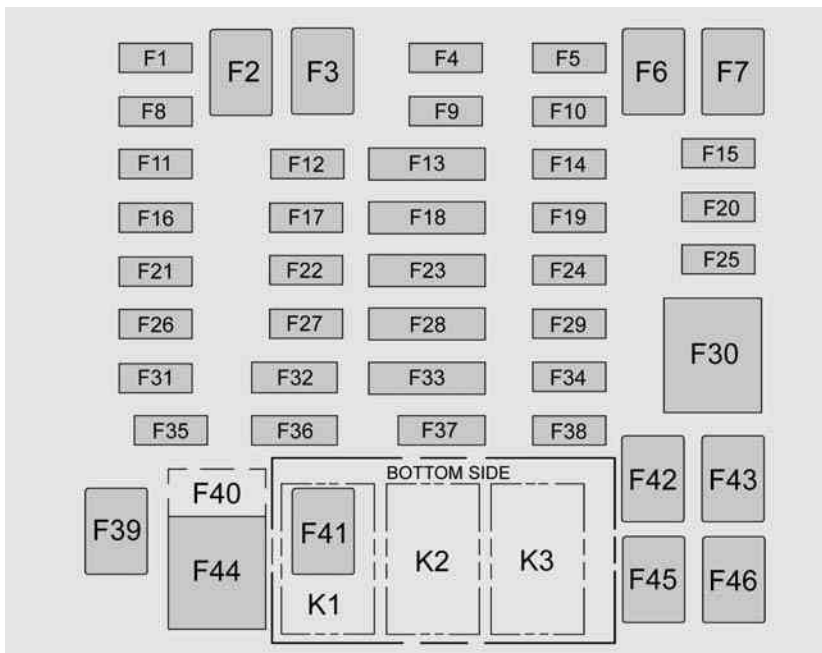 F1 F2 F3 F4 F5 F6 F7
F8 F9 F10
F11 F12 F13 F14 F15
F16 F17 F18 F19 F20
F21 F22 F23 F24 F25
F26 F27 F28 F29 F30
F31 F32 F33 F34
F35 F36 F37 F38
BOTTOM SIDE
F39 F40 F41 F42 F43
F44 K1 K2 K3 F45 F46